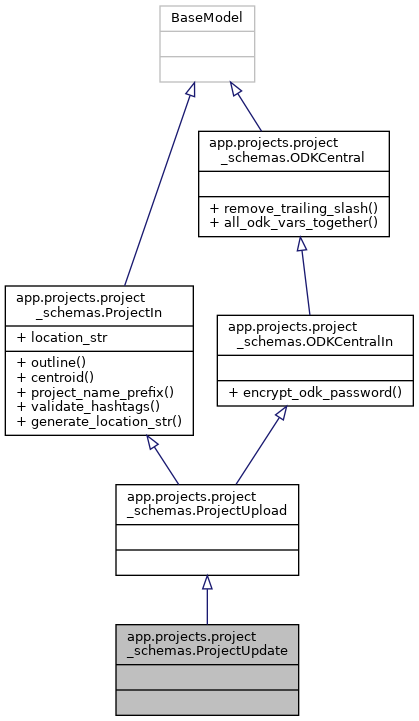 BaseModel
app.projects.project
_schemas.ODKCentral
+ remove_trailing_slash()
+ all_odk_vars_together()
app.projects.project
_schemas.ProjectIn
+ location_str
+ outline()
+ centroid()
+ project_name_prefix()
+ validate_hashtags()
+ generate_location_str()
app.projects.project
_schemas.ODKCentralIn
+ encrypt_odk_password()
app.projects.project
_schemas.ProjectUpload
app.projects.project
_schemas.ProjectUpdate